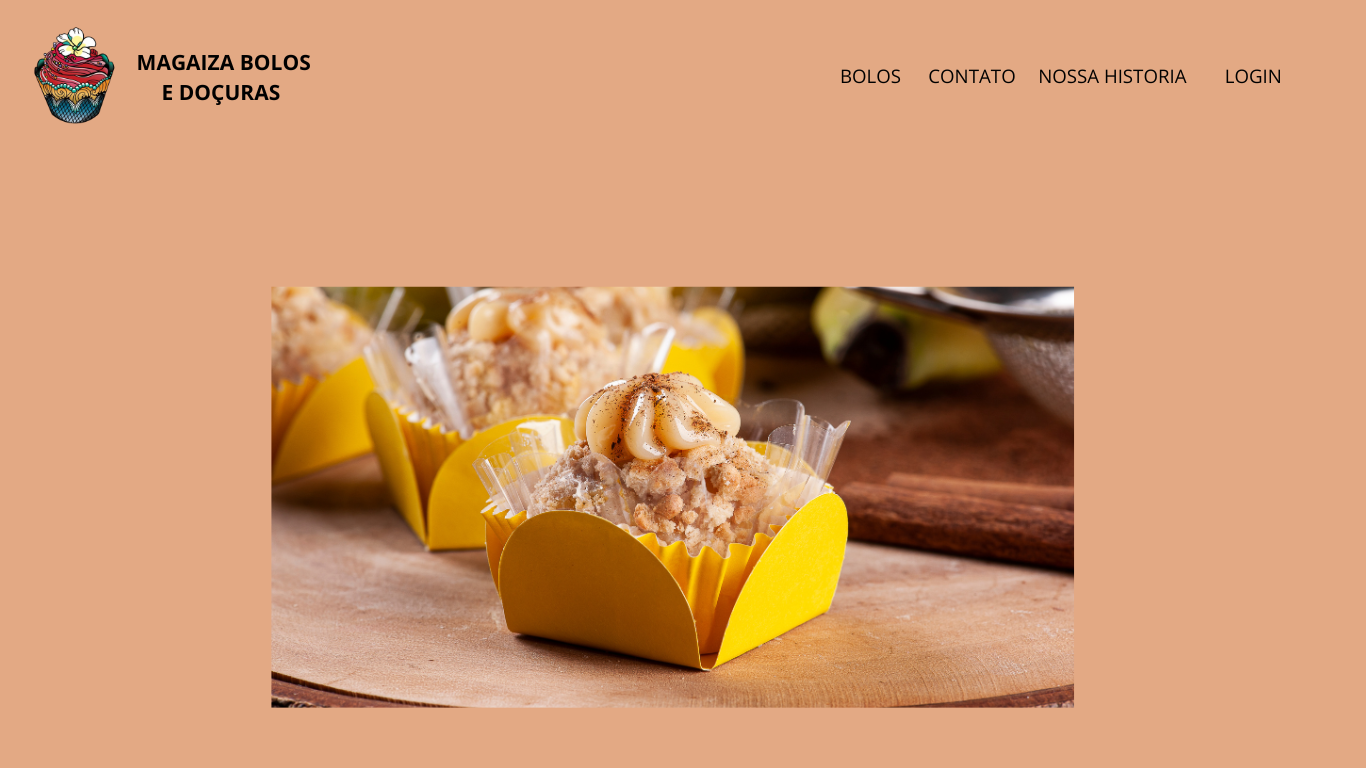 MAGAIZA BOLOS
E DOÇURAS
BOLOS
CONTATO
NOSSA HISTORIA
LOGIN